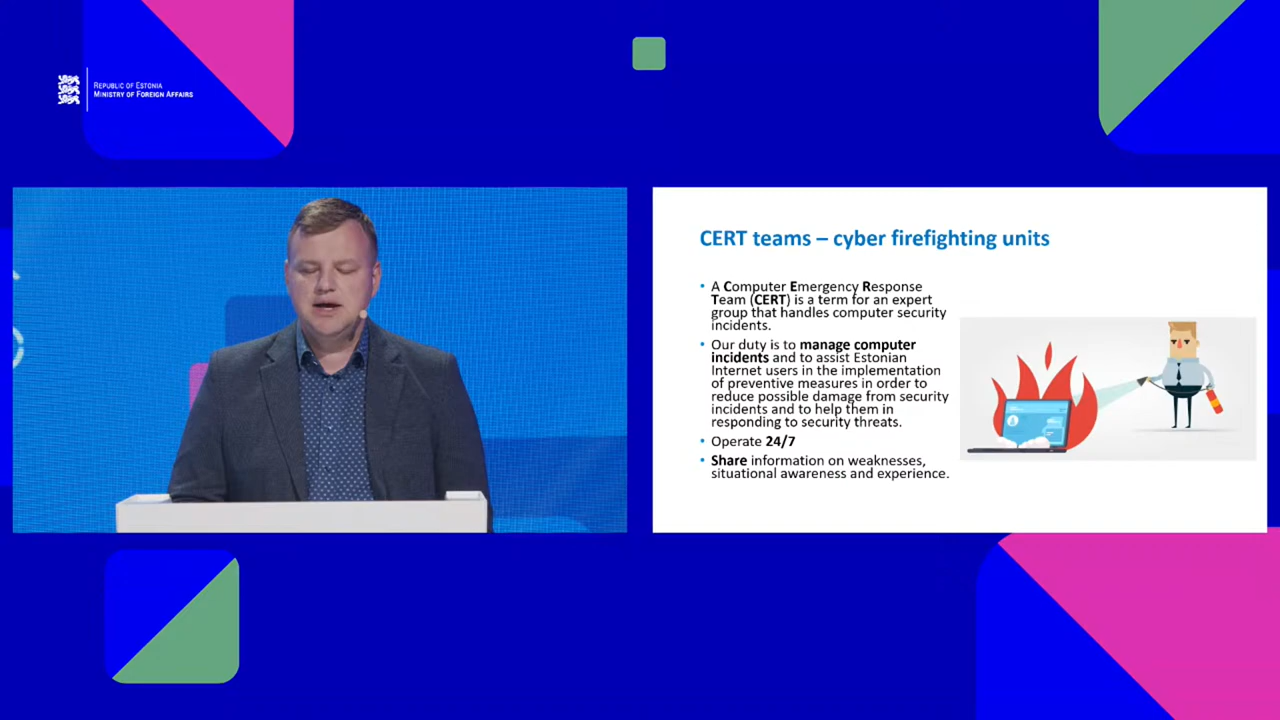 REPUBLIC OF ESTONIA
MINISTRY OF FOREIGN AFFAIRS
CERT teams – cyber firefighting units
• A Computer Emergency Response
Team (CERT) is a term for an expert
group that handles computer security
incidents.
• Our duty is to manage computer
incidents and to assist Estonian
Internet users in the implementation
of preventive measures in order to
reduce possible damage from security
incidents and to help them in
responding to security threats.
• Operate 24/7
• Share information on weaknesses,
situational awareness and experience.